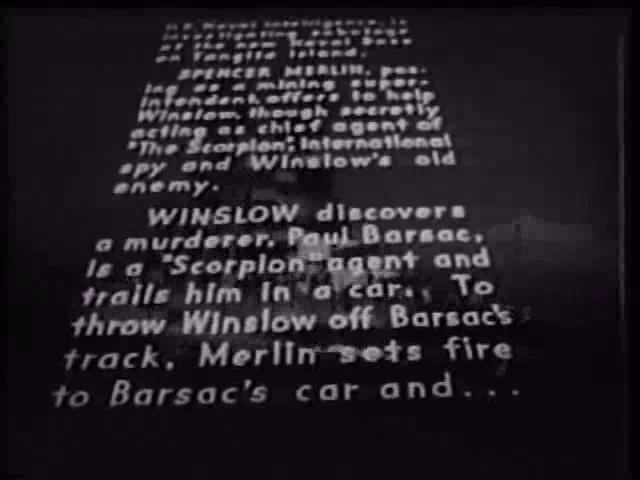 U.S. Naval Intelligence, is
investigating sabotage
at the new Naval Base
on Tangita Island.
SPENCER MERLIN, pos-
ing as a mining super-
intendent, offers to help
Winslow, though secretly
acting as chief agent of
"The Scorpion", International
spy and Winslow's old
enemy.
WINSLOW discovers
a murderer, Paul Barsac,
is a "Scorpion" agent and
trails him in a car. To
throw Winslow off Barsac's
track, Merlin sets fire
to Barsac's car and...